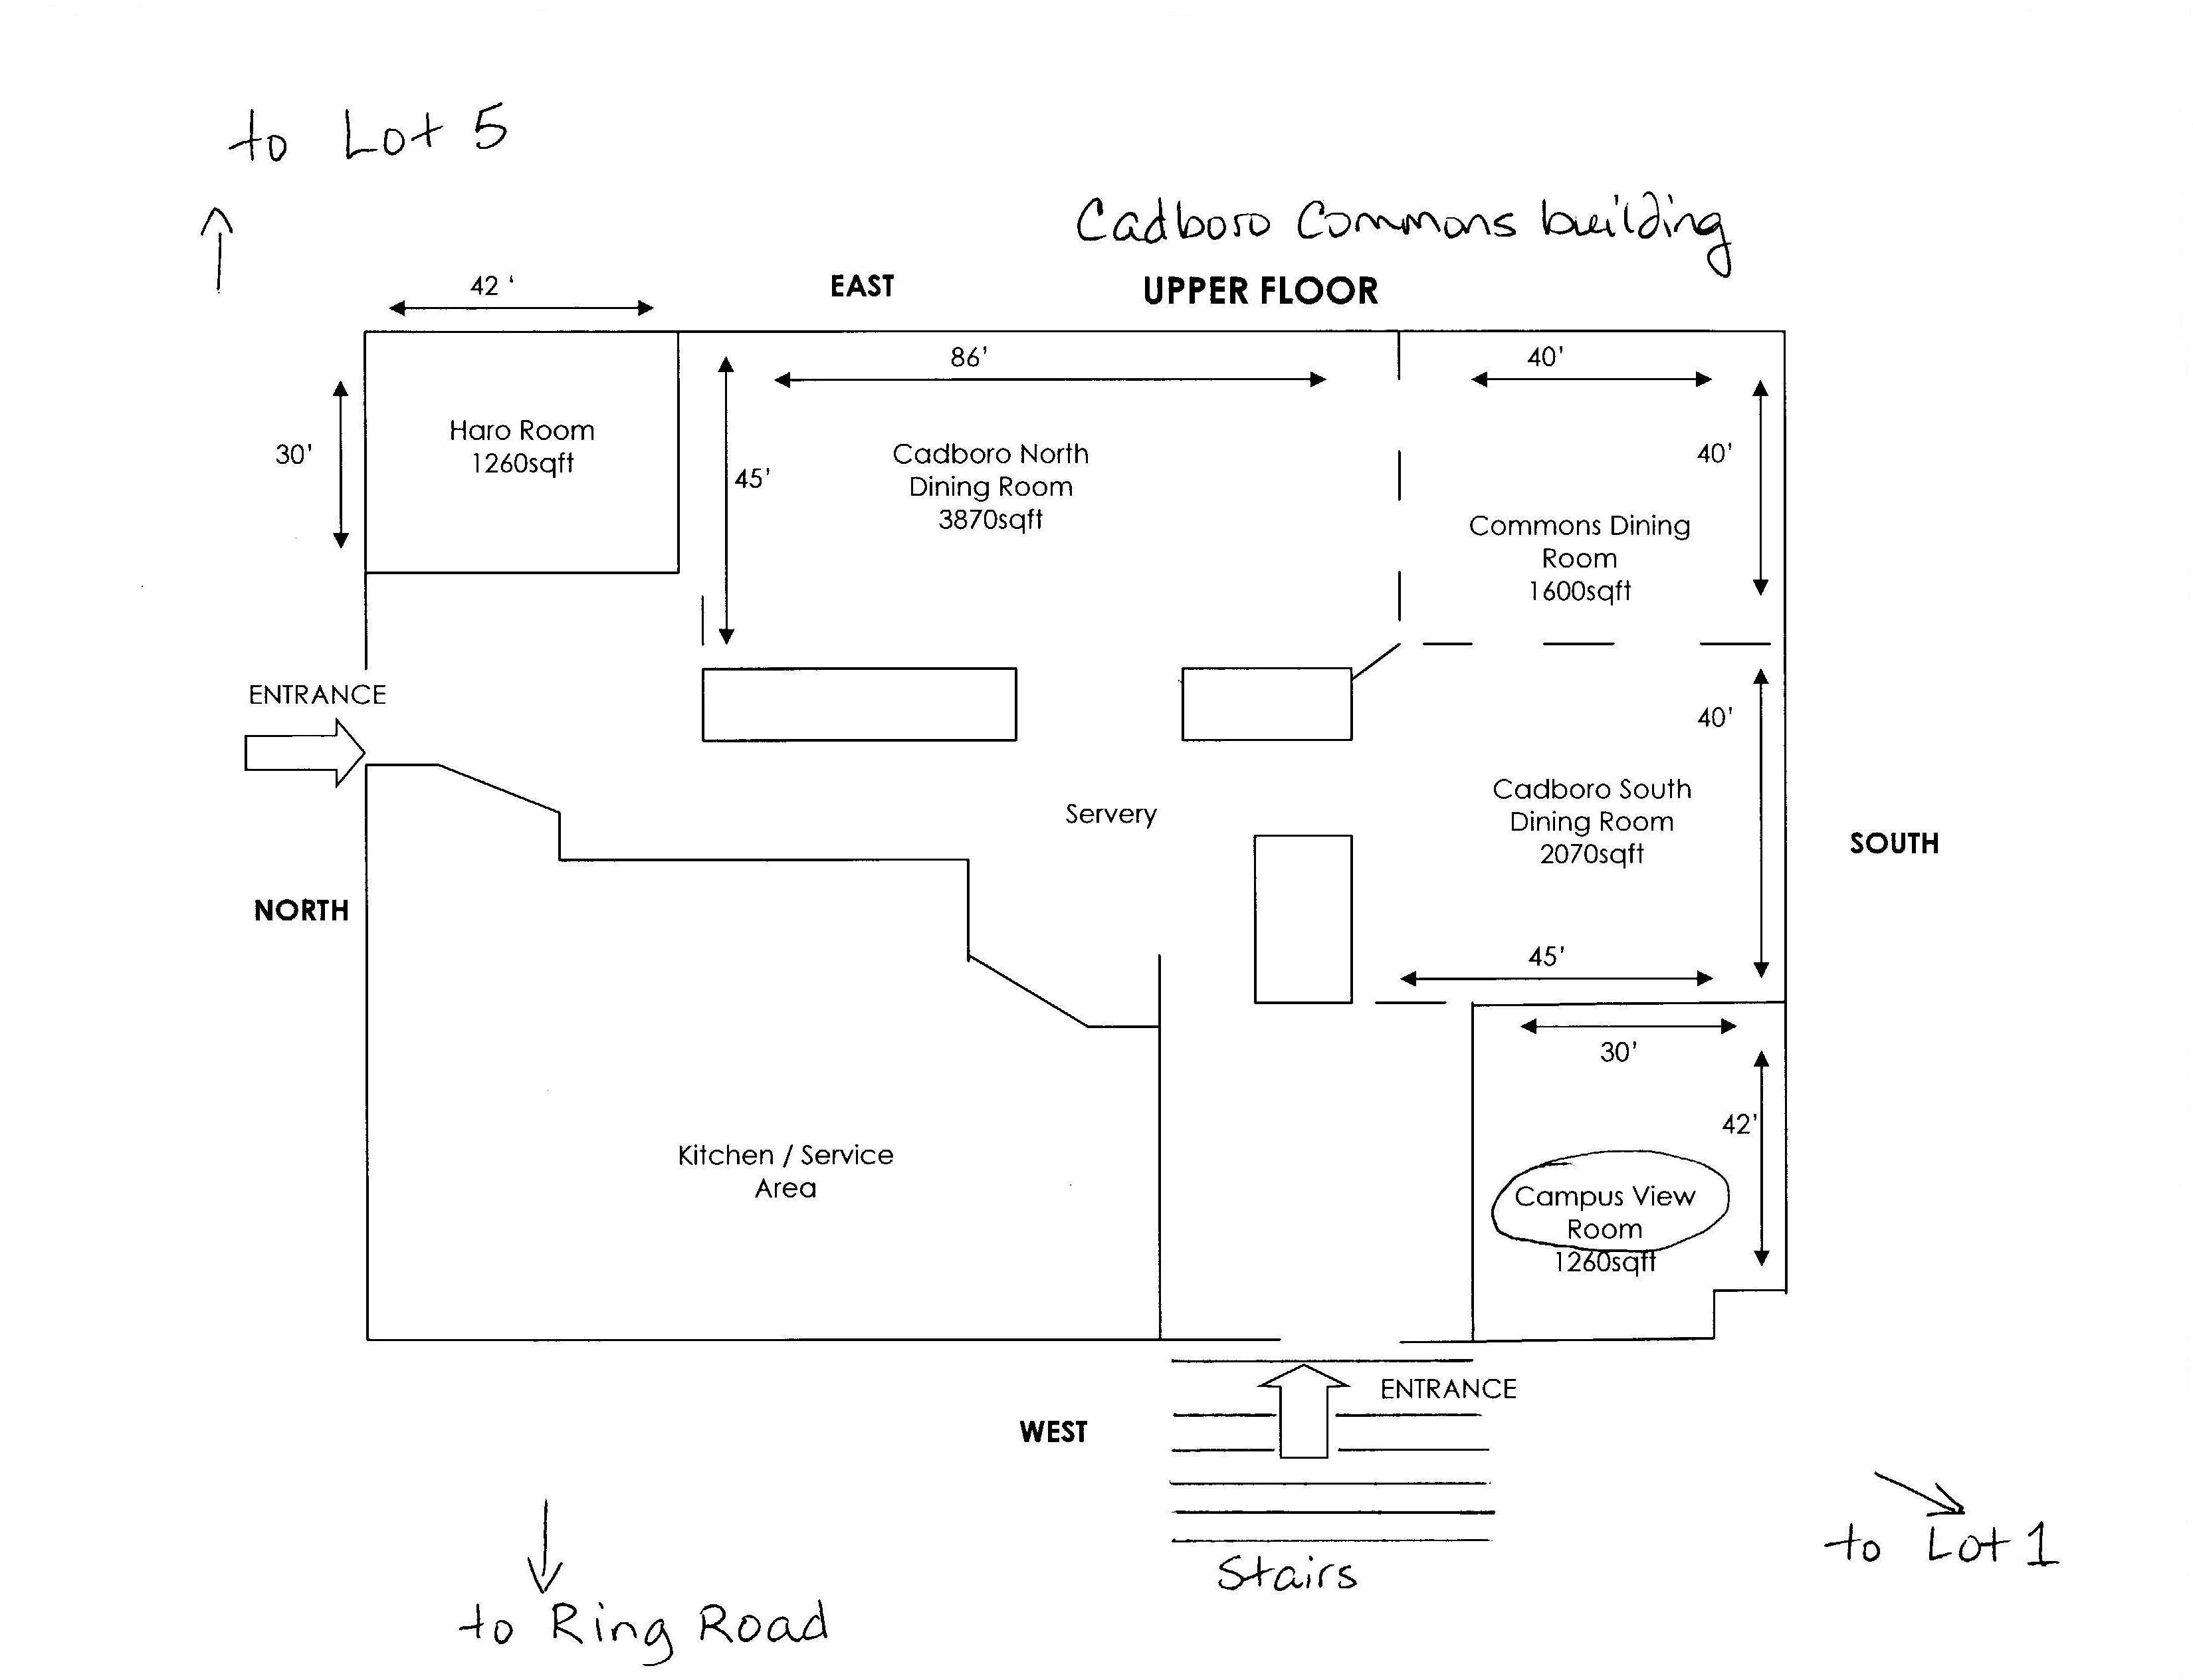 to Lot 5
Cadboro Commons building
42 '
EAST
UPPER FLOOR
86'
40'
Haro Room
1260sqft
30'
45'
Cadboro North
Dining Room
3870sqft
40'
Commons Dining
Room
1600sqft
ENTRANCE
40'
Servery
Cadboro South
Dining Room
2070sqft
SOUTH
NORTH
45'
30'
42'
Kitchen / Service
Area
Campus View
Room
1260sqft
ENTRANCE
WEST
Stairs
to Lot 1
to Ring Road